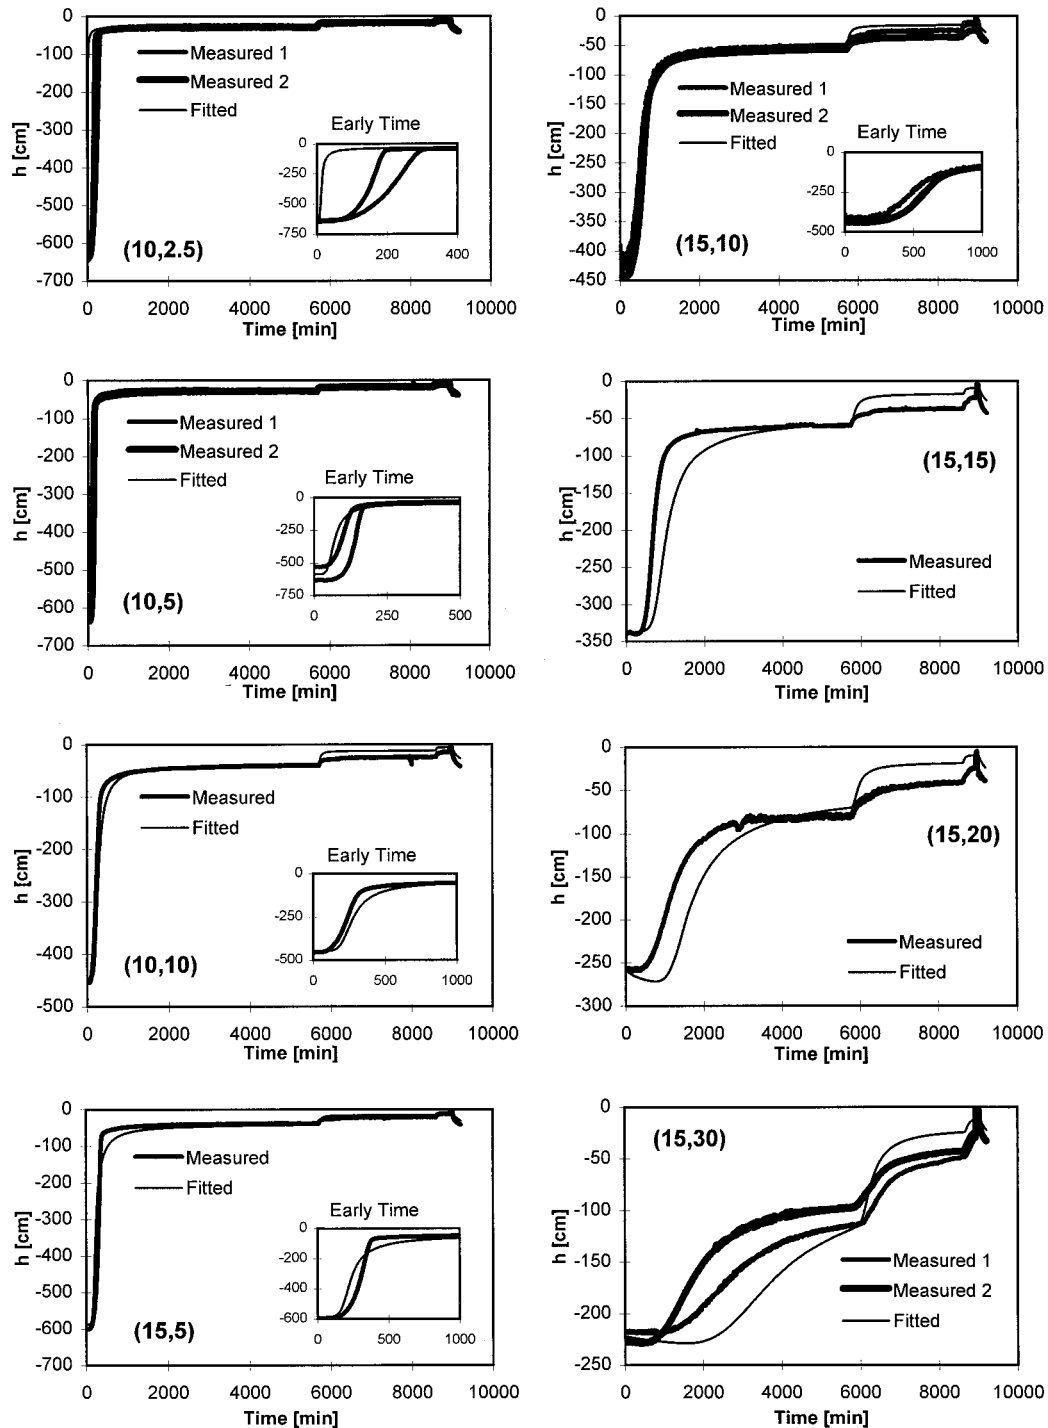 0
-100
-200
-300
-400
-500
-600
-700
h [cm]
Measured 1
Measured 2
Fitted
Early Time
0
-250
-500
-750
0 200 400
(10,2.5)
0 2000 4000 6000 8000 10000
Time [min]
0
-50
-100
-150
-200
-250
-300
-350
-400
-450
h [cm]
Measured 1
Measured 2
Fitted
Early Time
0
-250
-500
0 500 1000
(15,10)
0 2000 4000 6000 8000 10000
Time [min]
0
-100
-200
-300
-400
-500
-600
-700
h [cm]
Measured 1
Measured 2
Fitted
Early Time
0
-250
-500
-750
0 250 500
(10,5)
0 2000 4000 6000 8000 10000
Time [min]
0
-50
-100
-150
-200
-250
-300
-350
h [cm]
(15,15)
Measured
Fitted
0 2000 4000 6000 8000 10000
Time [min]
0
-100
-200
-300
-400
-500
h [cm]
Measured
Fitted
Early Time
0
-250
-500
0 500 1000
(10,10)
0 2000 4000 6000 8000 10000
Time [min]
0
-50
-100
-150
-200
-250
-300
h [cm]
(15,20)
Measured
Fitted
0 2000 4000 6000 8000 10000
Time [min]
0
-100
-200
-300
-400
-500
-600
-700
h [cm]
Measured
Fitted
Early Time
0
-200
-400
-600
0 500 1000
(15,5)
0 2000 4000 6000 8000 10000
Time [min]
0
-50
-100
-150
-200
-250
h [cm]
(15,30)
Measured 1
Measured 2
Fitted
0 2000 4000 6000 8000 10000
Time [min]